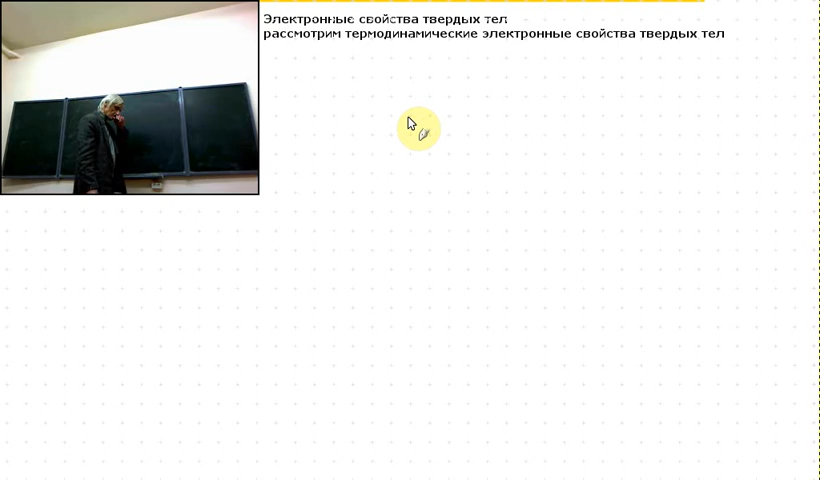 Электронные свойства твердых тел
рассмотрим термодинамические электронные свойства твердых тел